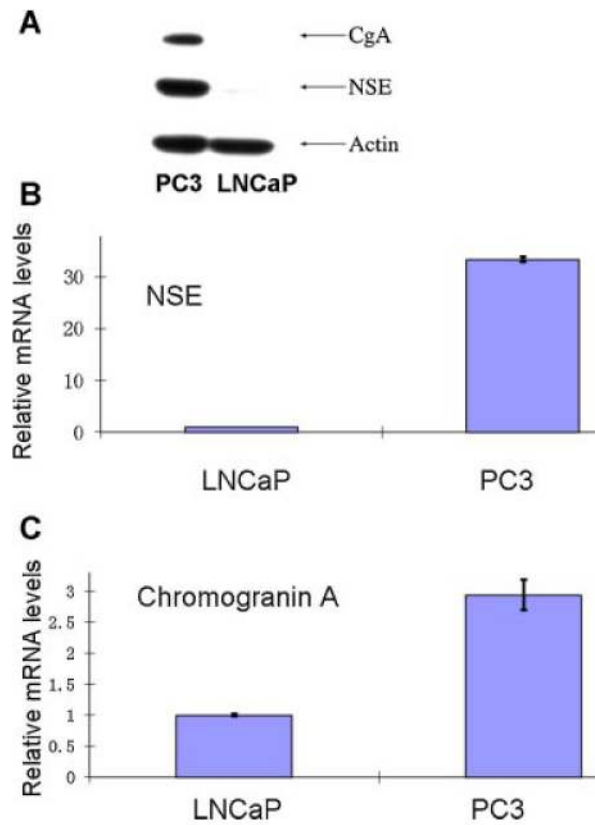 A
CgA
NSE
Actin
PC3 LNCaP
B
Relative mRNA levels
30
20
10
0
NSE
LNCaP PC3
C
Relative mRNA levels
3
2.5
2
1.5
1
0.5
0
Chromogranin A
LNCaP PC3